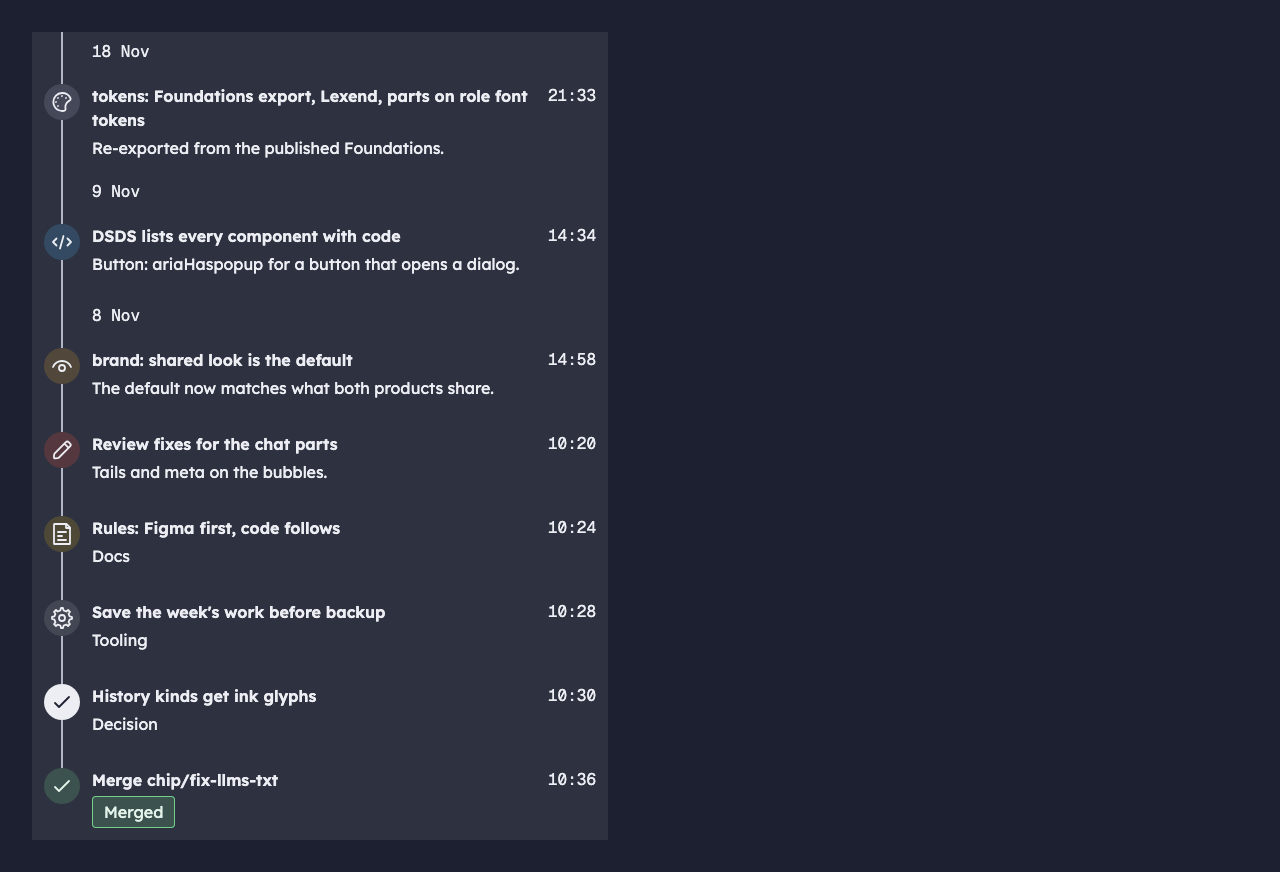 18 Nov
tokens: Foundations export, Lexend, parts on role font
tokens
21:33
Re-exported from the published Foundations.
9 Nov
DSDS lists every component with code
14:34
Button: ariaHaspopup for a button that opens a dialog.
8 Nov
brand: shared look is the default
14:58
The default now matches what both products share.
Review fixes for the chat parts
10:20
Tails and meta on the bubbles.
Rules: Figma first, code follows
10:24
Docs
Save the week's work before backup
10:28
Tooling
History kinds get ink glyphs
10:30
Decision
Merge chip/fix-llms-txt
10:36
Merged